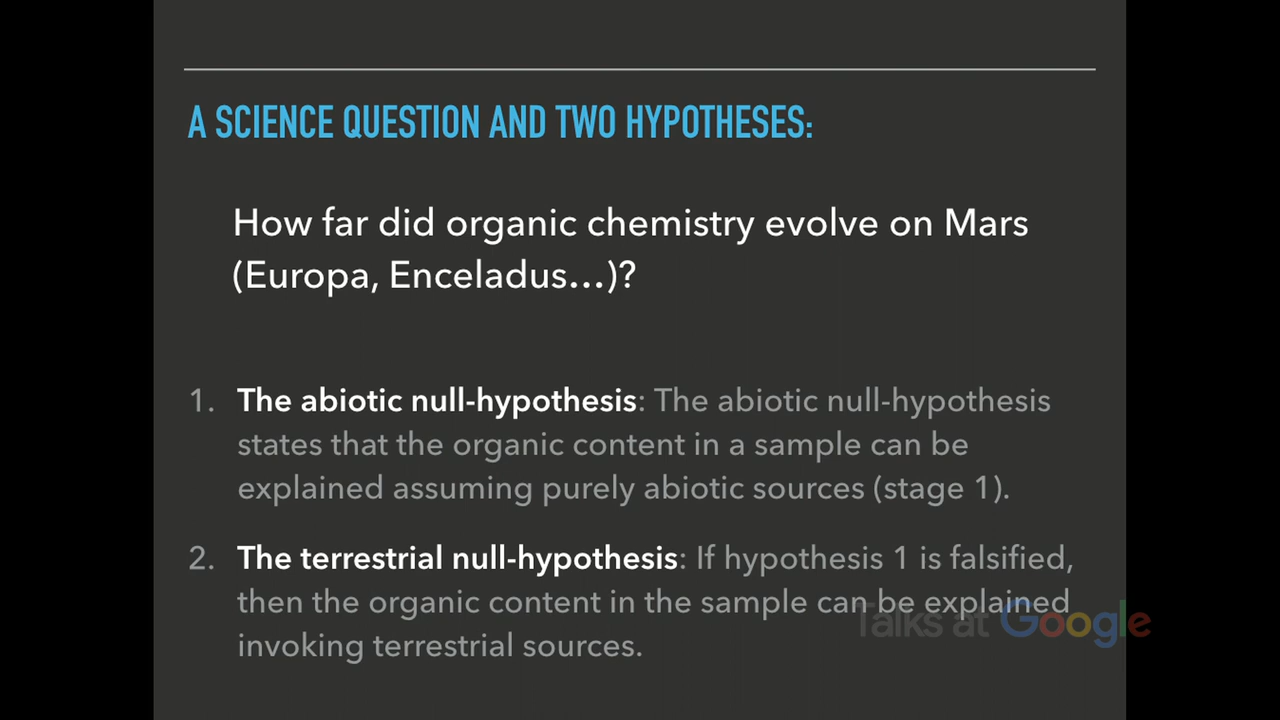 A SCIENCE QUESTION AND TWO HYPOTHESES:
How far did organic chemistry evolve on Mars
(Europa, Enceladus...)?
1. The abiotic null-hypothesis: The abiotic null-hypothesis
states that the organic content in a sample can be
explained assuming purely abiotic sources (stage 1).
2. The terrestrial null-hypothesis: If hypothesis 1 is falsified,
then the organic content in the sample can be explained
invoking terrestrial sources.
Talks at Google